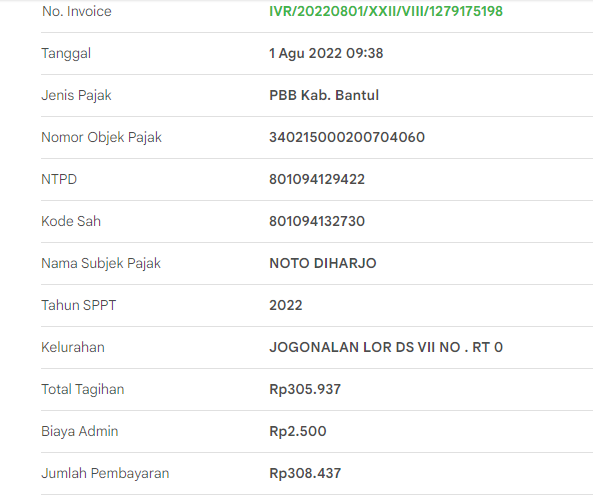 No. Invoice IVR/20220801/XXII/VIII/1279175198
Tanggal 1 Agu 2022 09:38
Jenis Pajak PBB Kab. Bantul
Nomor Objek Pajak 340215000200704060
NTPD 801094129422
Kode Sah 801094132730
Nama Subjek Pajak NOTO DIHARJO
Tahun SPPT 2022
Kelurahan JOGONALAN LOR DS VII NO . RT 0
Total Tagihan Rp305.937
Biaya Admin Rp2.500
Jumlah Pembayaran Rp308.437